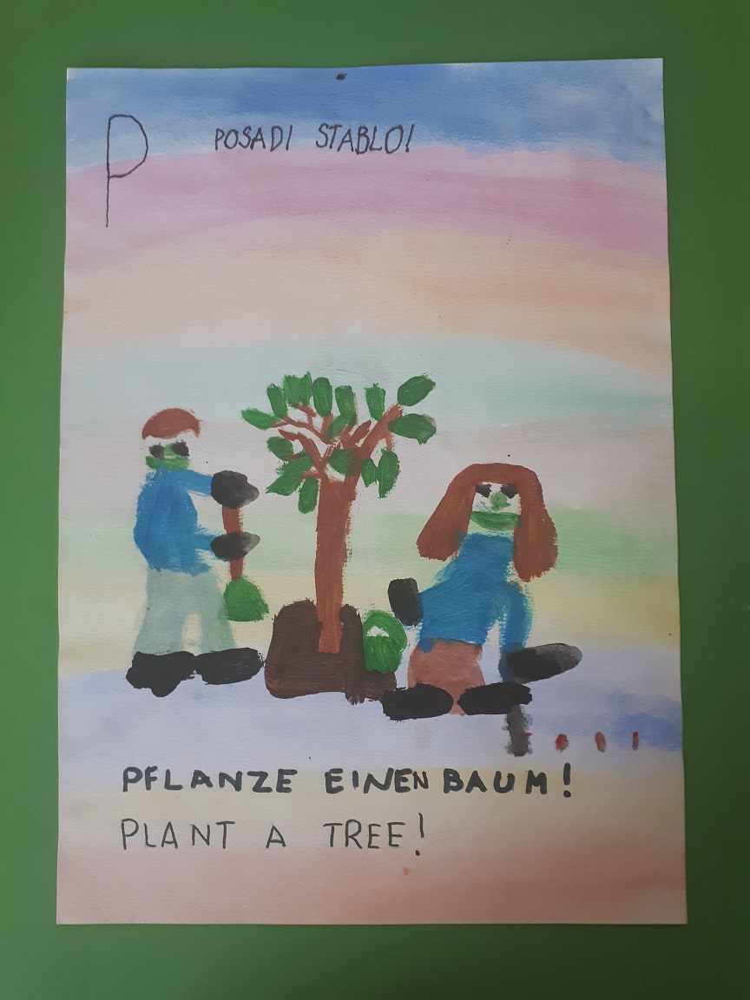 P
POSADI STABLO!
PFLANZE EINEN BAUM!
PLANT A TREE!